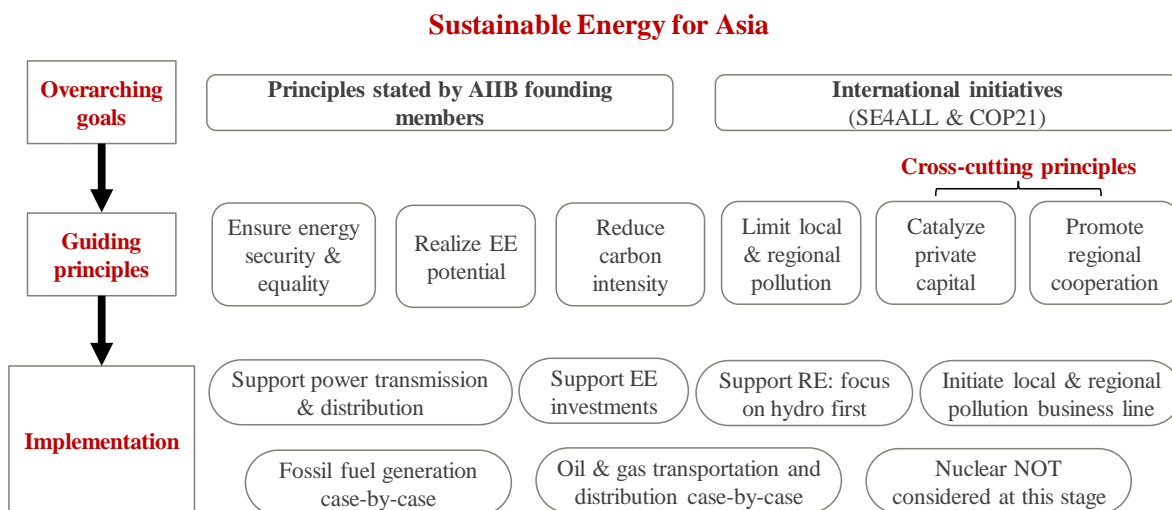 Sustainable Energy for Asia
Overarching
goals
Principles stated by AIIB founding
members
International initiatives
(SE4ALL & COP21)
Cross-cutting principles
Guiding
principles
Ensure energy
security &
equality
Realize EE
potential
Reduce
carbon
intensity
Limit local
& regional
pollution
Catalyze
private
capital
Promote
regional
cooperation
Implementation
Support power transmission
& distribution
Support EE
investments
Support RE: focus
on hydro first
Initiate local & regional
pollution business line
Fossil fuel generation
case-by-case
Oil & gas transportation and
distribution case-by-case
Nuclear NOT
considered at this stage